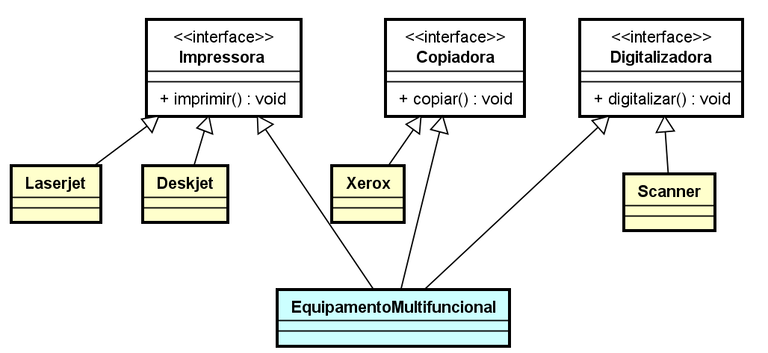 <<interface>>
Impressora
+ imprimir() : void
<<interface>>
Copiadora
+ copiar() : void
<<interface>>
Digitalizadora
+ digitalizar() : void
Laserjet
Deskjet
Xerox
Scanner
EquipamentoMultifuncional